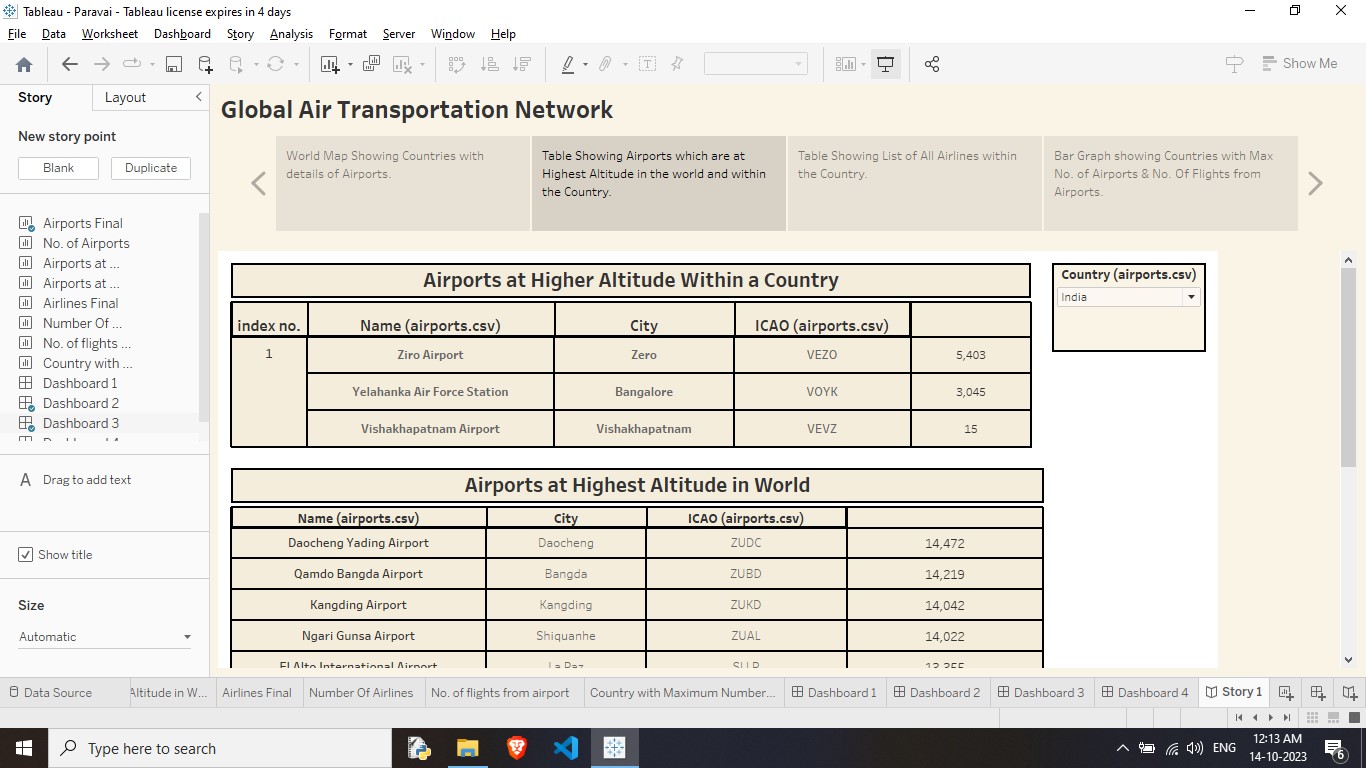 Tableau - Paravai - Tableau license expires in 4 days
File Data Worksheet Dashboard Story Analysis Format Server Window Help
Show Me
Story Layout
New story point
Blank Duplicate
Airports Final
No. of Airports
Airports at ...
Airports at ...
Airlines Final
Number Of ...
No. of flights ...
Country with ...
Dashboard 1
Dashboard 2
Dashboard 3
A Drag to add text
Show title
Size
Automatic
Global Air Transportation Network
World Map Showing Countries with
details of Airports.
Table Showing Airports which are at
Highest Altitude in the world and within
the Country.
Table Showing List of All Airlines within
the Country.
Bar Graph showing Countries with Max
No. of Airports & No. Of Flights from
Airports.
Airports at Higher Altitude Within a Country
index no. Name (airports.csv) City ICAO (airports.csv)
1 Ziro Airport Zero VEZO 5,403
Yelahanka Air Force Station Bangalore VOYK 3,045
Vishakhapatnam Airport Vishakhapatnam VEVZ 15
Country (airports.csv)
India
Airports at Highest Altitude in World
Name (airports.csv) City ICAO (airports.csv)
Daocheng Yading Airport Daocheng ZUDC 14,472
Qamdo Bangda Airport Bangda ZUBD 14,219
Kangding Airport Kangding ZUKD 14,042
Ngari Gunsa Airport Shiquanhe ZUAL 14,022
El Alto International Airport La Paz SLLP 13,355
Data Source Altitude in W... Airlines Final Number Of Airlines No. of flights from airport Country with Maximum Number... Dashboard 1 Dashboard 2 Dashboard 3 Dashboard 4 Story 1
Type here to search
ENG
12:13 AM
14-10-2023
6